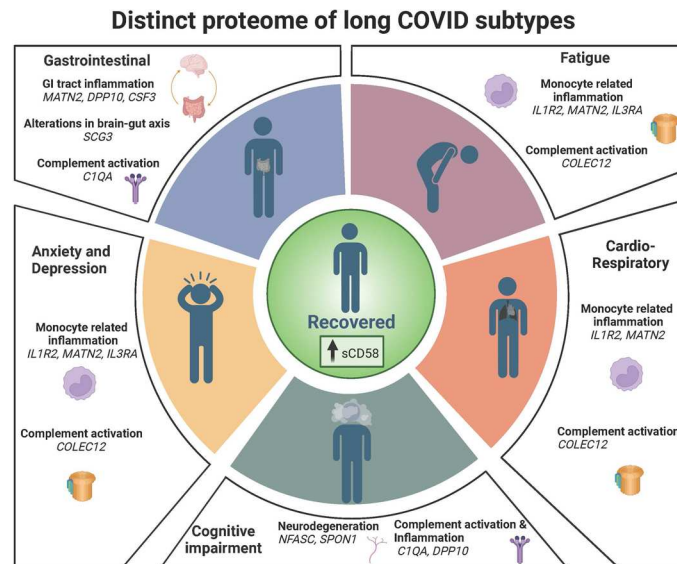 Distinct proteome of long COVID subtypes
Gastrointestinal
GI tract inflammation
MATN2, DPP10, CSF3
Alterations in brain-gut axis
SCG3
Complement activation
C1QA
Fatigue
Monocyte related
inflammation
IL1R2, MATN2, IL3RA
Complement activation
COLEC12
Anxiety and
Depression
Monocyte related
inflammation
IL1R2, MATN2, IL3RA
Complement activation
COLEC12
Recovered
sCD58
Cardio-
Respiratory
Monocyte related
inflammation
IL1R2, MATN2
Complement activation
COLEC12
Cognitive
impairment
Neurodegeneration
NFASC, SPON1
Complement activation &
Inflammation
C1QA, DPP10